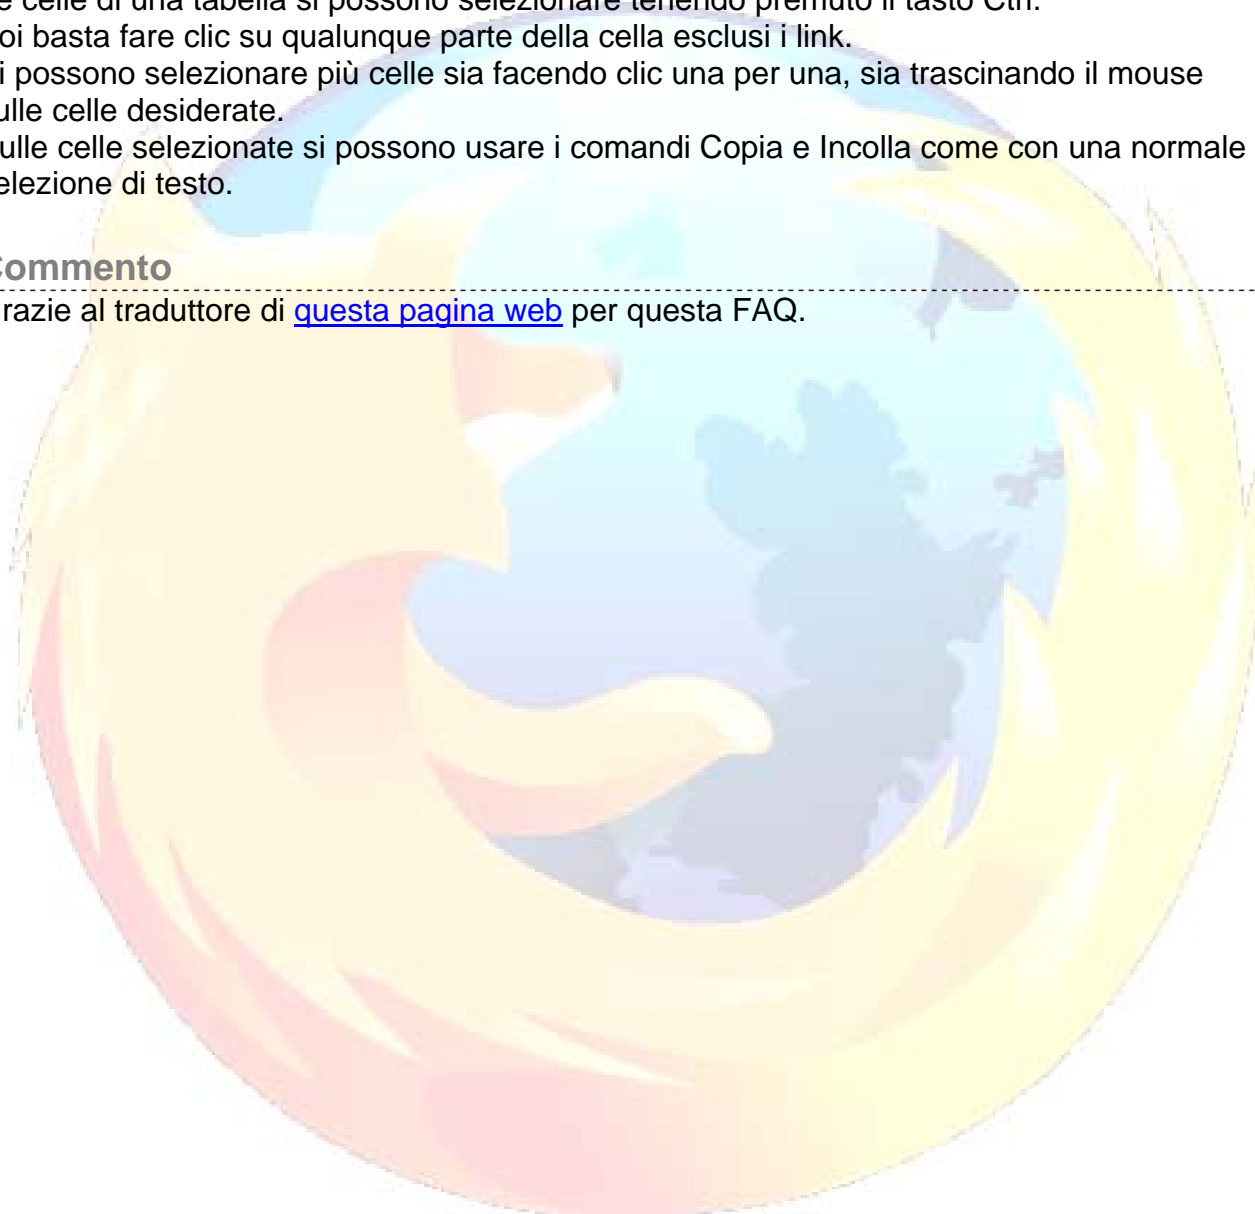 e celle di una tabella si possono selezionare tenendo premuto il tasto Ctrl.
oi basta fare clic su qualunque parte della cella esclusi i link.
i possono selezionare più celle sia facendo clic una per una, sia trascinando il mouse
ulle celle desiderate.
ulle celle selezionate si possono usare i comandi Copia e Incolla come con una normale
elezione di testo.
Commento
razie al traduttore di questa pagina web per questa FAQ.